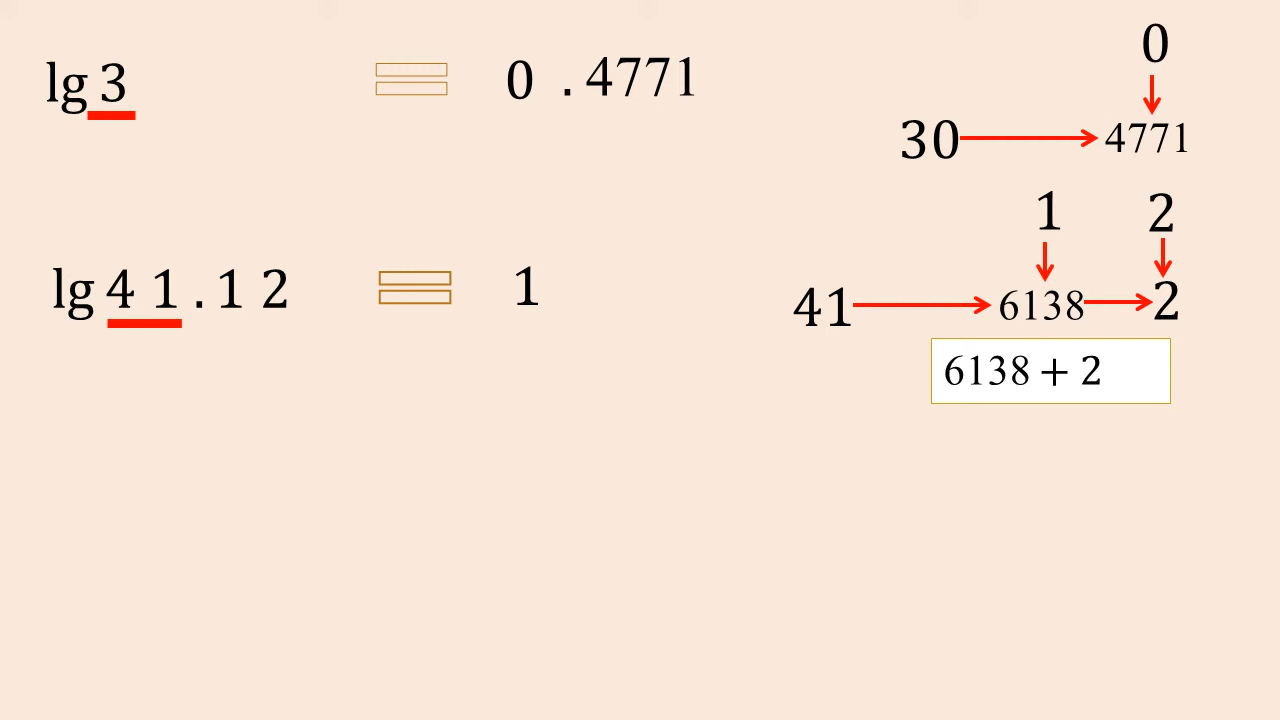 lg 3 = 0 . 4771
0
30 4771
1 2
lg 4 1 . 1 2 = 1
41 6138 2
6138 + 2